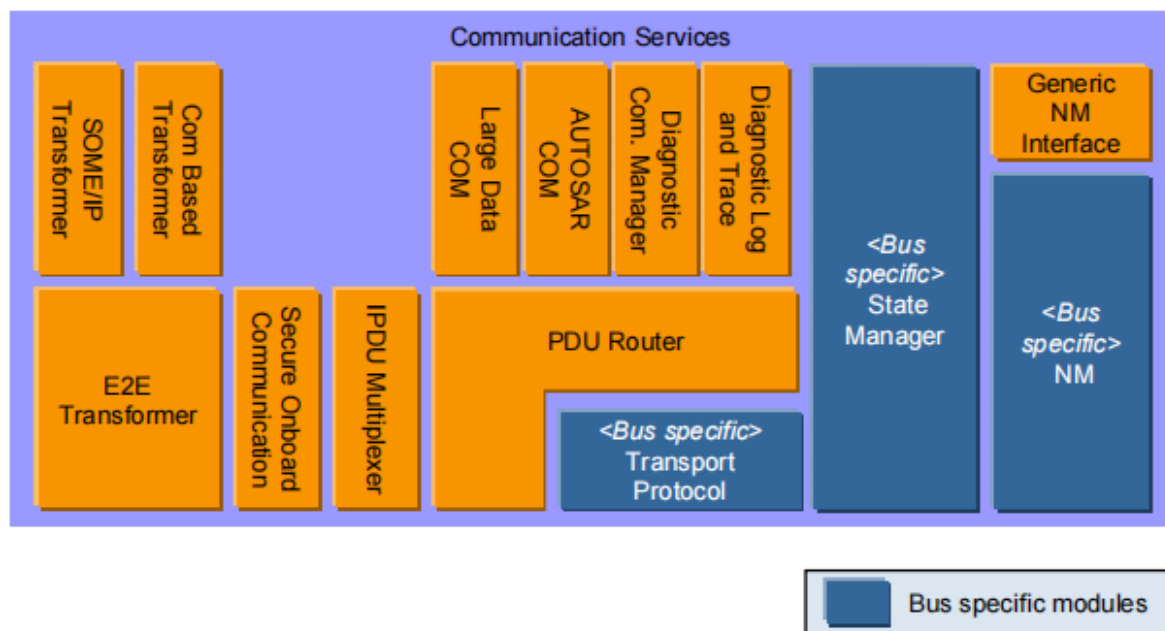 Communication Services
SOME/IP
Transformer
Com Based
Transformer
Large Data
COM
AUTOSAR
COM
Diagnostic
Com. Manager
Diagnostic Log
and Trace
<Bus
specific>
State
Manager
Generic
NM
Interface
E2E
Transformer
Secure Onboard
Communication
IPDU Multiplexer
PDU Router
<Bus specific>
Transport
Protocol
<Bus
specific>
NM
Bus specific modules